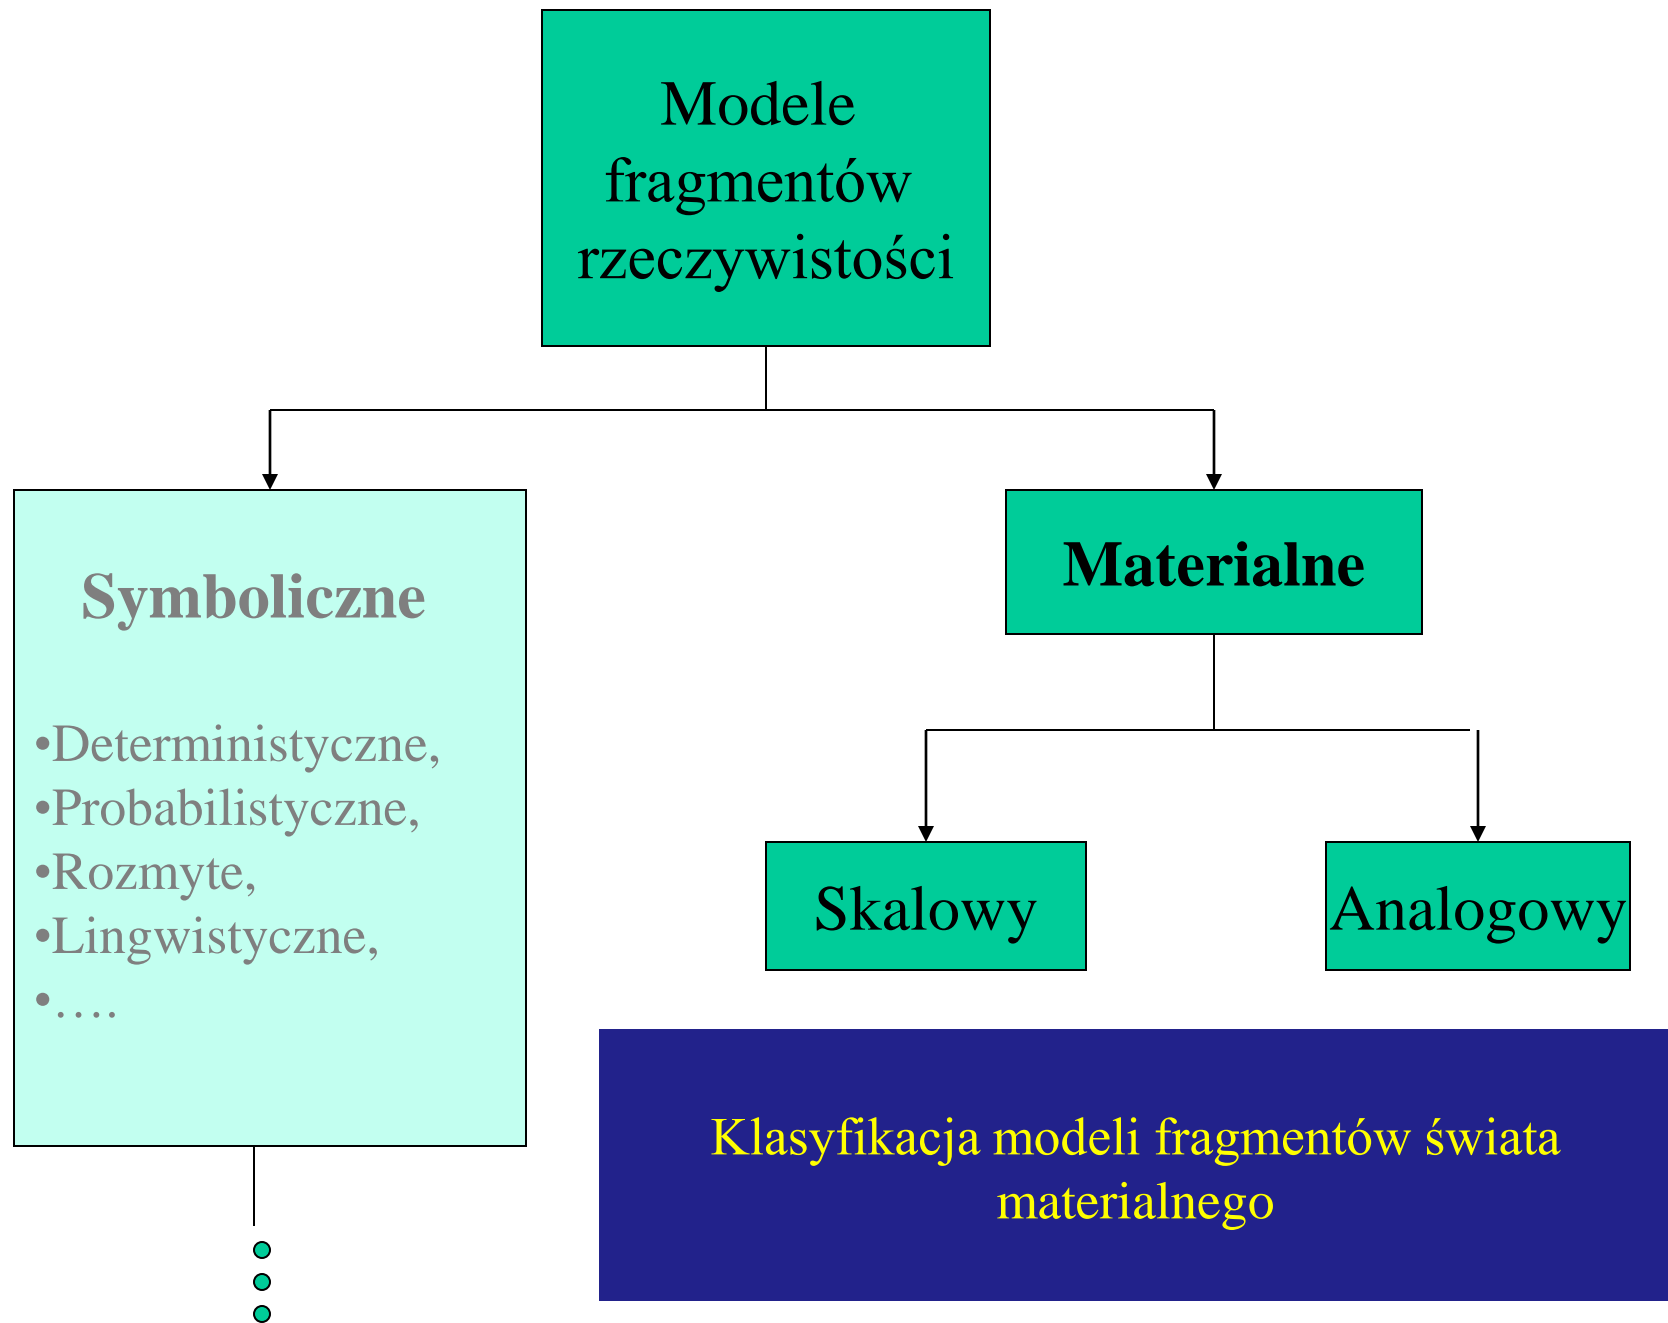 Modele
fragmentów
rzeczywistości
Symboliczne
•Deterministyczne,
•Probabilistyczne,
•Rozmyte,
•Lingwistyczne,
•….
Materialne
Skalowy
Analogowy
Klasyfikacja modeli fragmentów świata
materialnego